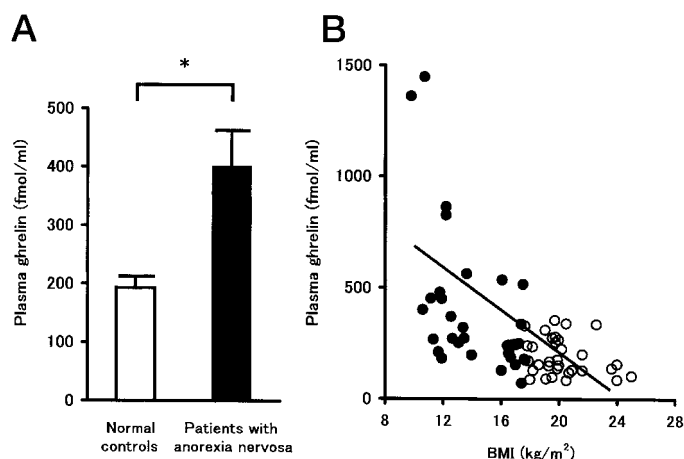 A
*
Plasma ghrelin (fmol/ml)
500
400
300
200
100
0
Normal
controls
Patients with
anorexia nervosa
B
Plasma ghrelin (fmol/ml)
1500
1000
500
0
8
12
16
20
24
28
BMI (kg/m²)